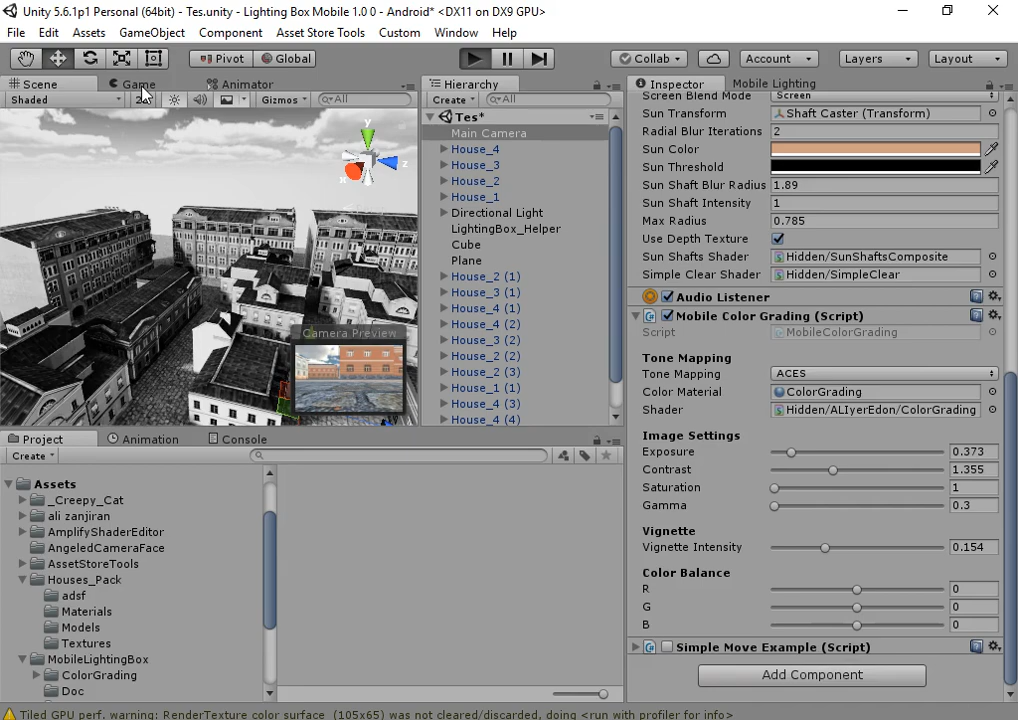 Unity 5.6.1p1 Personal (64bit) - Tes.unity - Lighting Box Mobile 1.0 0 - Android* <DX11 on DX9 GPU>
File Edit Assets GameObject Component Asset Store Tools Custom Window Help
Pivot Global Collab Account Layers Layout
Scene Game Animator
Shaded Gizmos All
Hierarchy
Create All
Tes*
Main Camera
House_4
House_3
House_2
House_1
Directional Light
LightingBox_Helper
Cube
Plane
House_2 (1)
House_3 (1)
House_4 (1)
House_4 (2)
House_3 (2)
House_2 (2)
House_2 (3)
House_1 (1)
House_4 (3)
House_4 (4)
y
z
x
Camera Preview
Inspector Mobile Lighting
Screen Blend Mode Screen
Sun Transform Shaft Caster (Transform)
Radial Blur Iterations 2
Sun Color
Sun Threshold
Sun Shaft Blur Radius 1.89
Sun Shaft Intensity 1
Max Radius 0.785
Use Depth Texture
Sun Shafts Shader Hidden/SunShaftsComposite
Simple Clear Shader Hidden/SimpleClear
Audio Listener
Mobile Color Grading (Script)
Script MobileColorGrading
Tone Mapping
Tone Mapping ACES
Color Material ColorGrading
Shader Hidden/ALIyerEdon/ColorGrading
Image Settings
Exposure 0.373
Contrast 1.355
Saturation 1
Gamma 0.3
Vignette
Vignette Intensity 0.154
Color Balance
R 0
G 0
B 0
Simple Move Example (Script)
Add Component
Project Animation Console
Create
Assets
_Creepy_Cat
ali zanjiran
AmplifyShaderEditor
AngeledCameraFace
AssetStoreTools
Houses_Pack
adsf
Materials
Models
Textures
MobileLightingBox
ColorGrading
Doc
Tiled GPU perf. warning: RenderTexture color surface (105x65) was not cleared/discarded, doing <run with profiler for info>